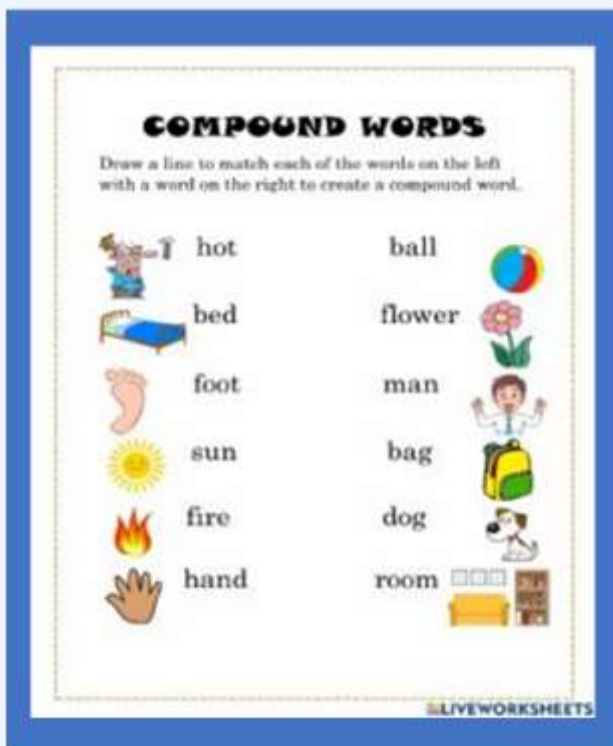 COMPOUND WORDS
Draw a line to match each of the words on the left
with a word on the right to create a compound word.
hot ball
bed flower
foot man
sun bag
fire dog
hand room
LIVEWORKSHEETS